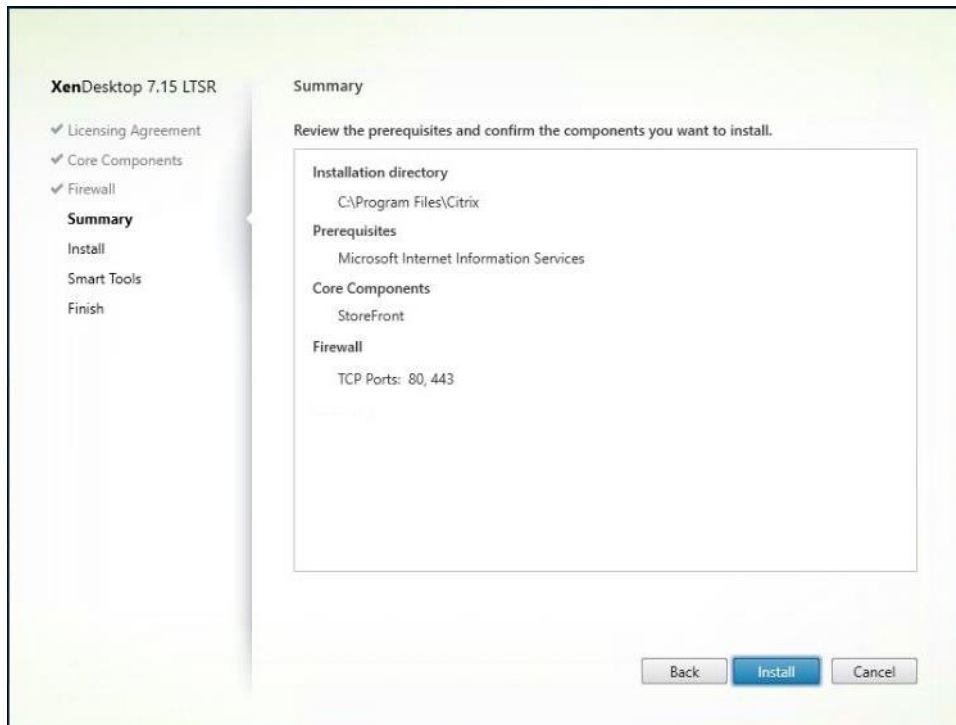 XenDesktop 7.15 LTSR
Licensing Agreement
Core Components
Firewall
Summary
Install
Smart Tools
Finish
Summary
Review the prerequisites and confirm the components you want to install.
Installation directory
C:\Program Files\Citrix
Prerequisites
Microsoft Internet Information Services
Core Components
StoreFront
Firewall
TCP Ports: 80, 443
Back
Install
Cancel